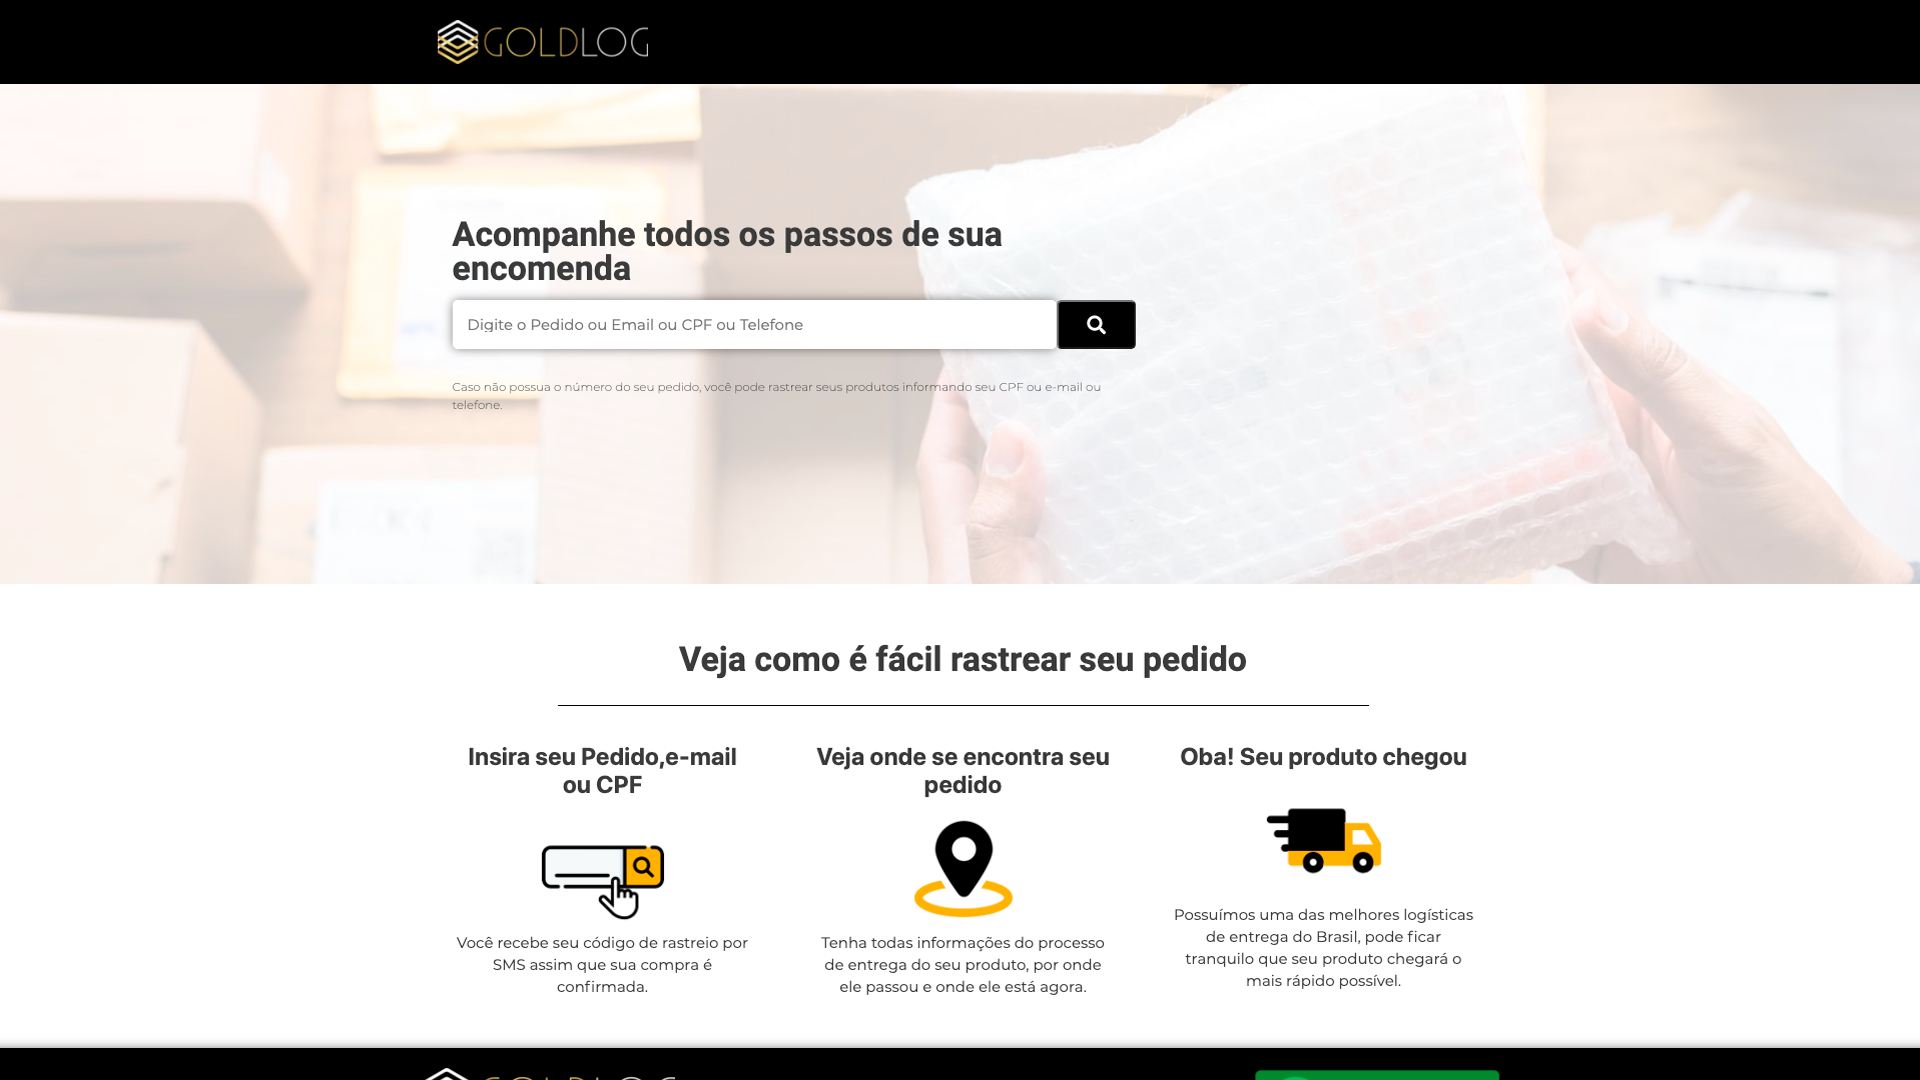 GOLDLOG
Acompanhe todos os passos de sua
encomenda
Digite o Pedido ou Email ou CPF ou Telefone
Caso não possua o número do seu pedido, você pode rastrear seus produtos informando seu CPF ou e-mail ou
telefone.
Veja como é fácil rastrear seu pedido
Insira seu Pedido,e-mail
ou CPF
Você recebe seu código de rastreio por
SMS assim que sua compra é
confirmada.
Veja onde se encontra seu
pedido
Tenha todas informações do processo
de entrega do seu produto, por onde
ele passou e onde ele está agora.
Oba! Seu produto chegou
Possuímos uma das melhores logísticas
de entrega do Brasil, pode ficar
tranquilo que seu produto chegará o
mais rápido possível.
GOLDLOG